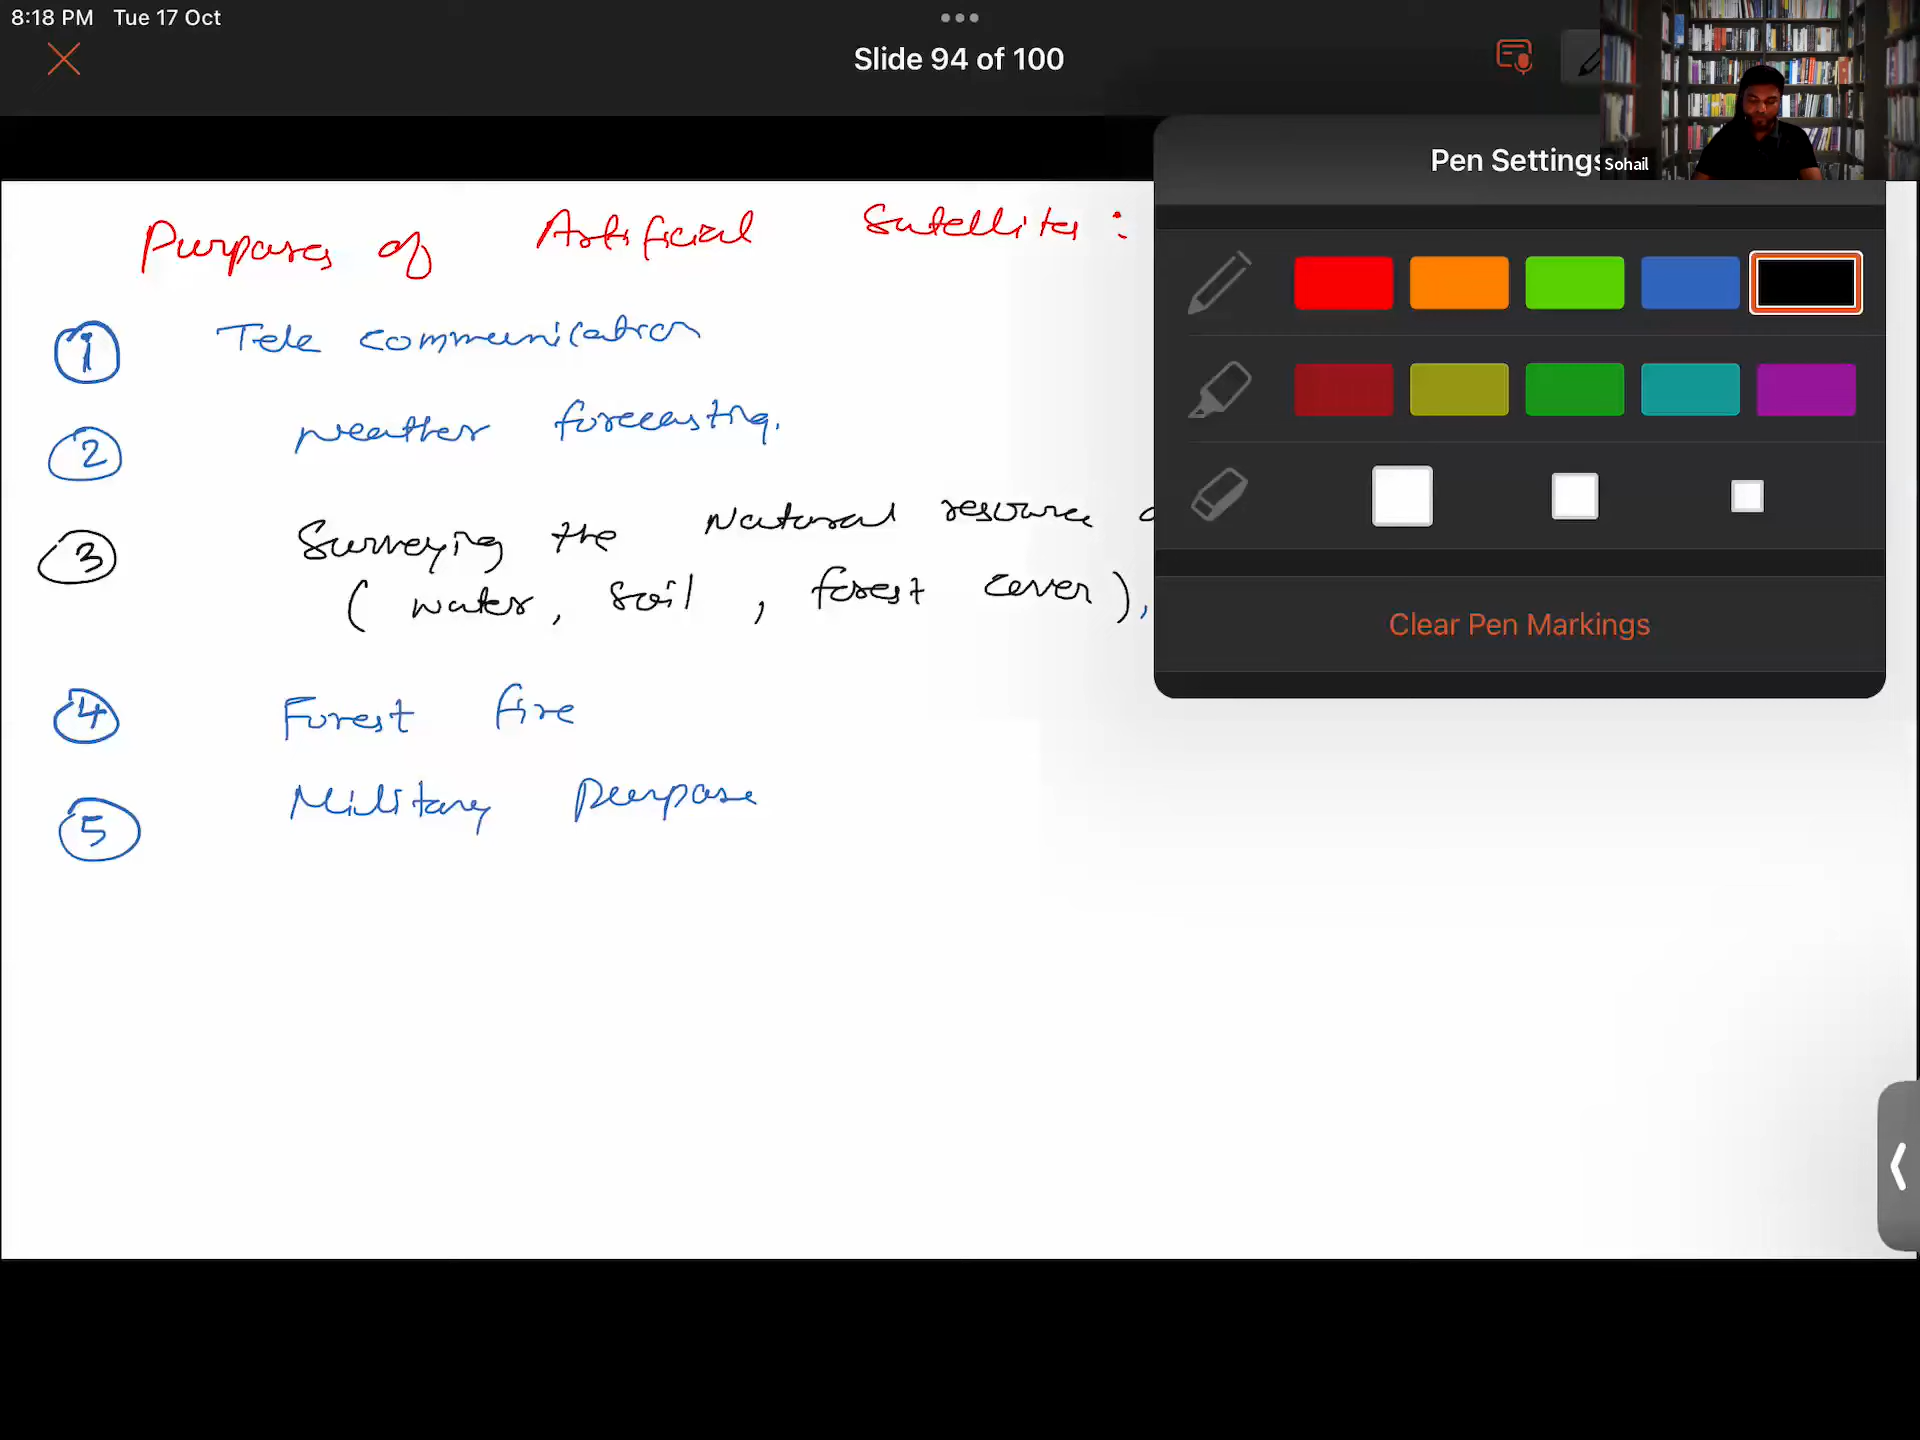 8:18 PM Tue 17 Oct
Slide 94 of 100
Pen Settings
Sohail
Purposes of Artificial Satellites :
1 Tele communication
2 weather forecasting.
3 Surveying the Natural resource
( water, soil , forest cover ),
4 Forest fire
5 Military purpose
Clear Pen Markings